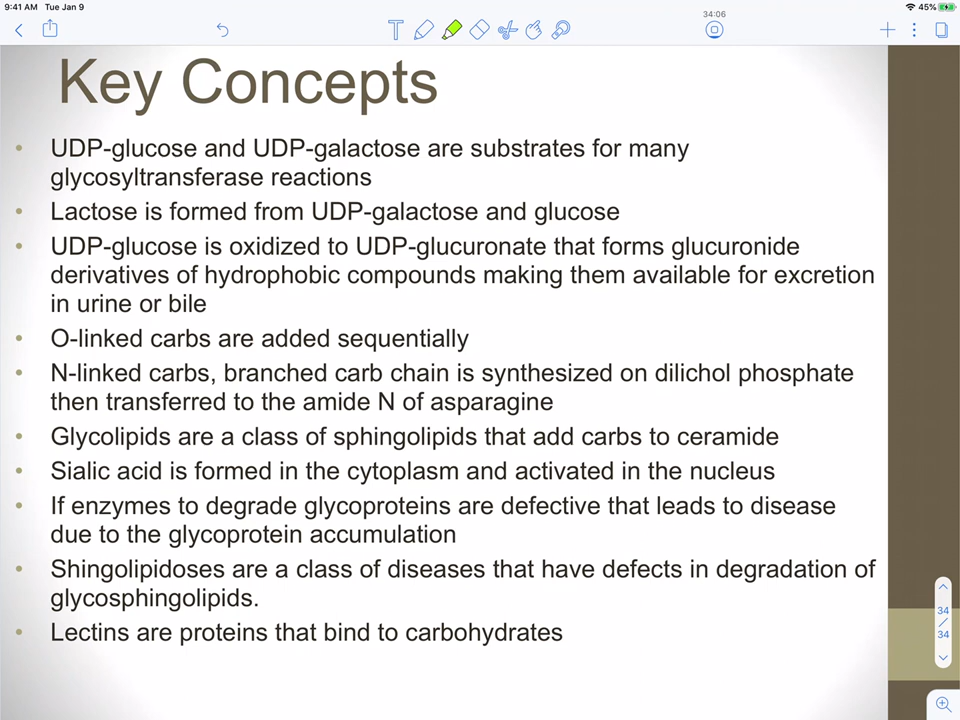 9:41 AM Tue Jan 9
34:06
45%
T
Key Concepts
• UDP-glucose and UDP-galactose are substrates for many
glycosyltransferase reactions
• Lactose is formed from UDP-galactose and glucose
• UDP-glucose is oxidized to UDP-glucuronate that forms glucuronide
derivatives of hydrophobic compounds making them available for excretion
in urine or bile
• O-linked carbs are added sequentially
• N-linked carbs, branched carb chain is synthesized on dilichol phosphate
then transferred to the amide N of asparagine
• Glycolipids are a class of sphingolipids that add carbs to ceramide
• Sialic acid is formed in the cytoplasm and activated in the nucleus
• If enzymes to degrade glycoproteins are defective that leads to disease
due to the glycoprotein accumulation
• Shingolipidoses are a class of diseases that have defects in degradation of
glycosphingolipids.
• Lectins are proteins that bind to carbohydrates
34
/
34